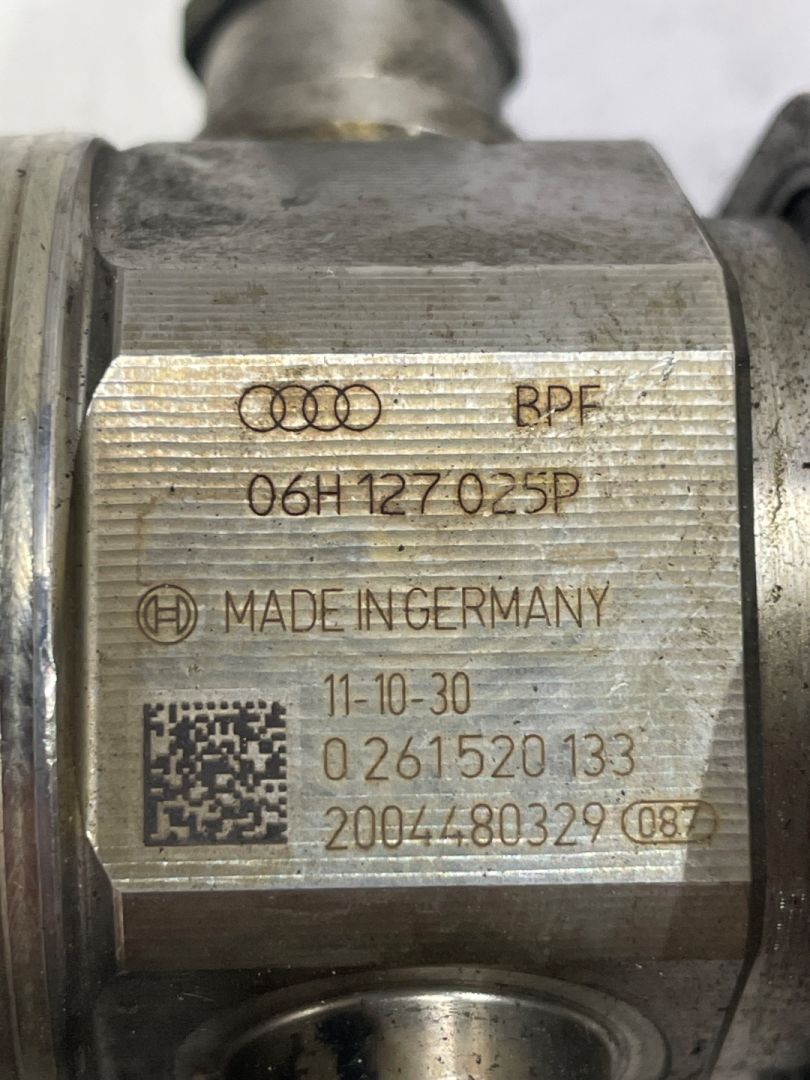 BPF
06H 127 025P
MADE IN GERMANY
11-10-30
0 261 520 133
2004480329 087